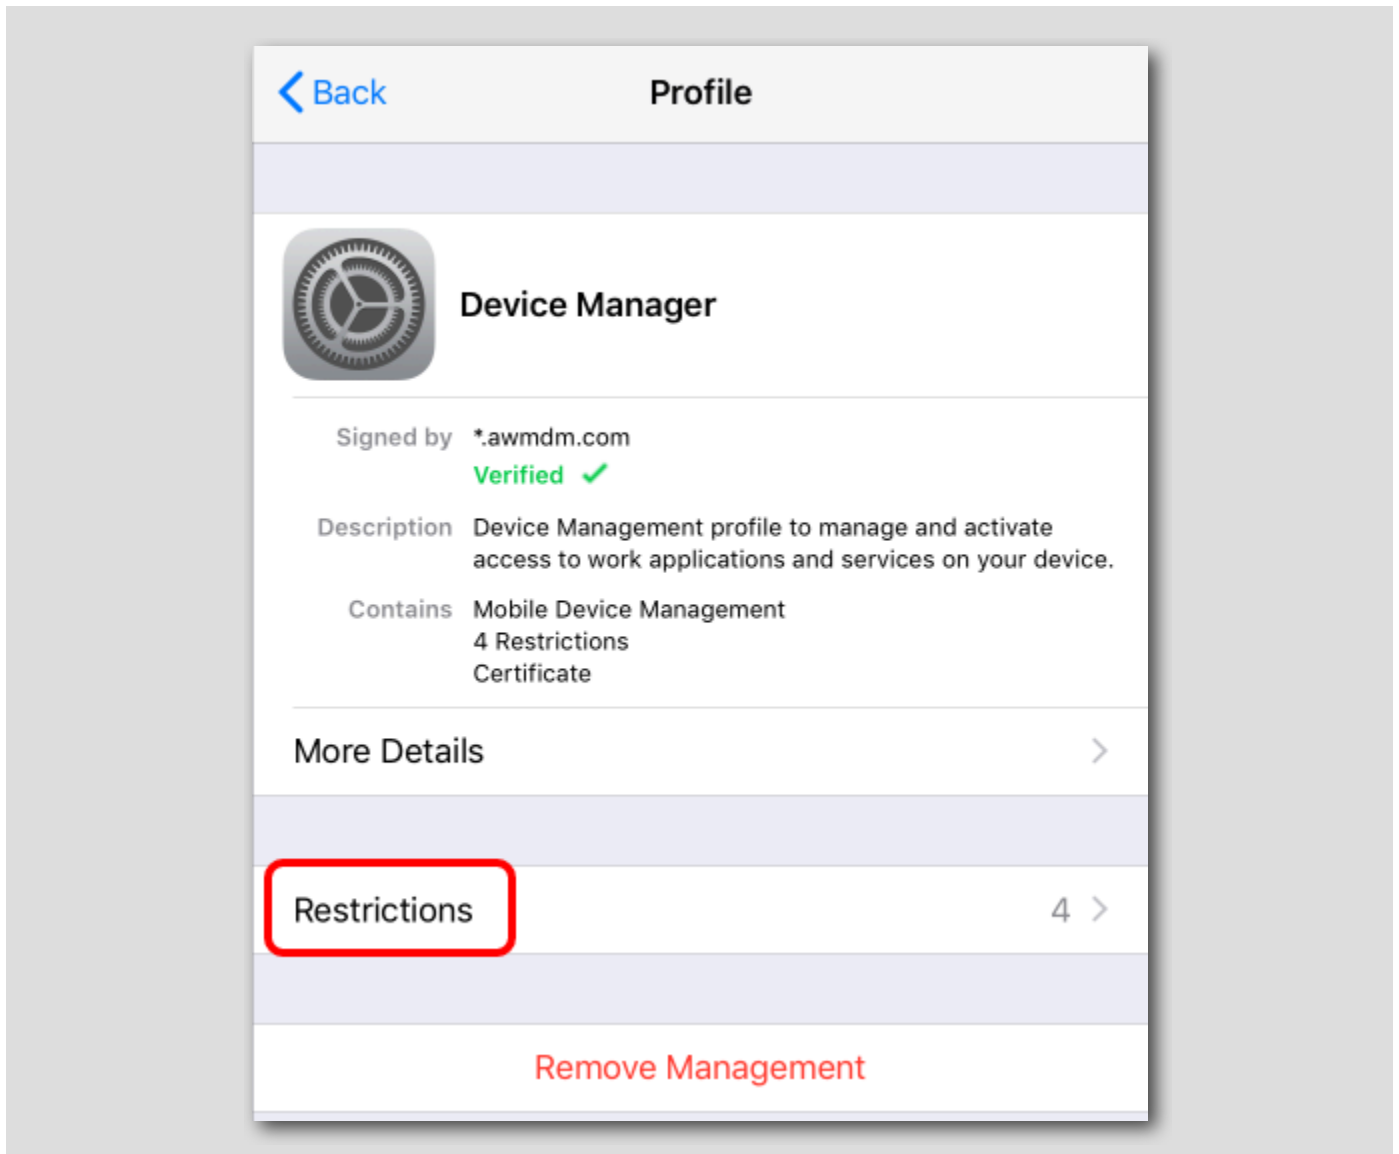 Back
Profile
Device Manager
Signed by *.awmdm.com
Verified ✓
Description Device Management profile to manage and activate
access to work applications and services on your device.
Contains Mobile Device Management
4 Restrictions
Certificate
More Details
Restrictions 4
Remove Management